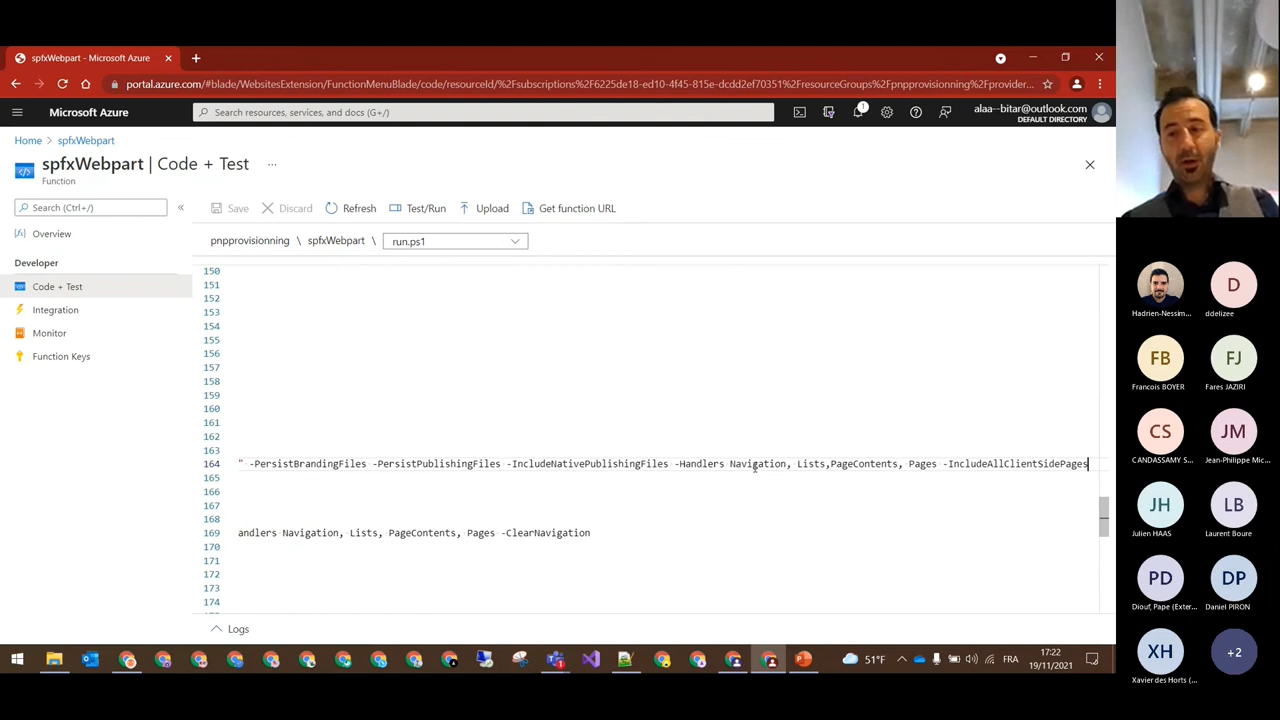 spfxWebpart - Microsoft Azure
portal.azure.com/#blade/WebsitesExtension/FunctionMenuBlade/code/resourceId/%2Fsubscriptions%2F6225de18-ed10-4f45-815e-dcdd2ef70351%2FresourceGroups%2Fpnpprovisionning%2Fprovider...
Microsoft Azure
Search resources, services, and docs (G+/)
1
alaa--bitar@outlook.com
DEFAULT DIRECTORY
Home > spfxWebpart
spfxWebpart | Code + Test ...
Function
Search (Ctrl+/)
«
Save
Discard
Refresh
Test/Run
Upload
Get function URL
Overview
Developer
Code + Test
Integration
Monitor
Function Keys
pnpprovisionning \ spfxWebpart \ run.ps1
150
151
152
153
154
155
156
157
158
159
160
161
162
163
164 " -PersistBrandingFiles -PersistPublishingFiles -IncludeNativePublishingFiles -Handlers Navigation, Lists,PageContents, Pages -IncludeAllClientSidePages
165
166
167
168
169 andlers Navigation, Lists, PageContents, Pages -ClearNavigation
170
171
172
173
174
Logs
51°F
FRA
17:22
19/11/2021
Hadrien-Nessim...
D
ddelizee
FB
Francois BOYER
FJ
Fares JAZIRI
CS
CANDASSAMY S...
JM
Jean-Philippe Mic...
JH
Julien HAAS
LB
Laurent Boure
PD
Diouf, Pape (Exter...
DP
Daniel PIRON
XH
Xavier des Horts (...
+2